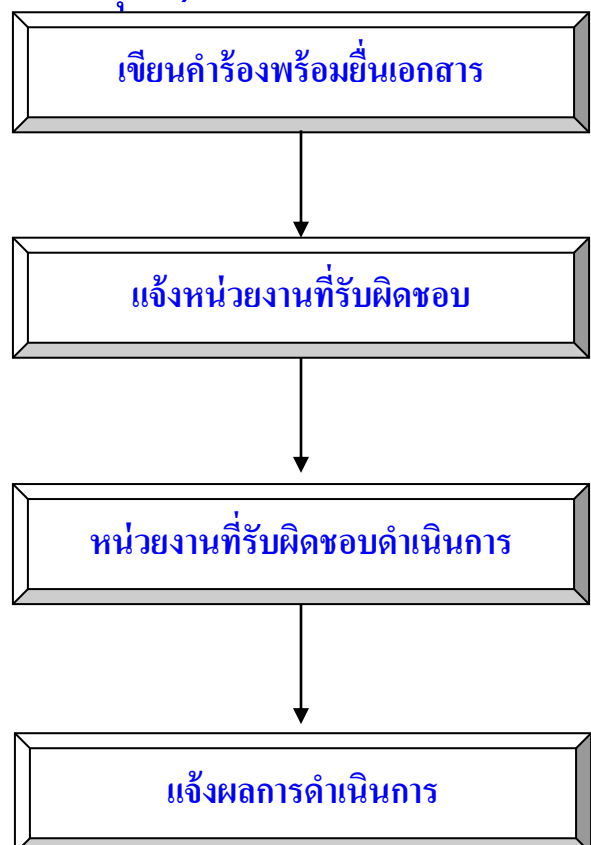 เขียนคำร้องพร้อมยื่นเอกสาร
แจ้งหน่วยงานที่รับผิดชอบ
หน่วยงานที่รับผิดชอบดำเนินการ
แจ้งผลการดำเนินการ